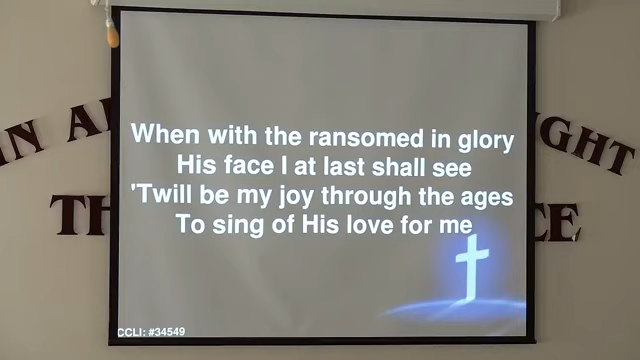 When with the ransomed in glory
His face I at last shall see
'Twill be my joy through the ages
To sing of His love for me
CCLI: #34549